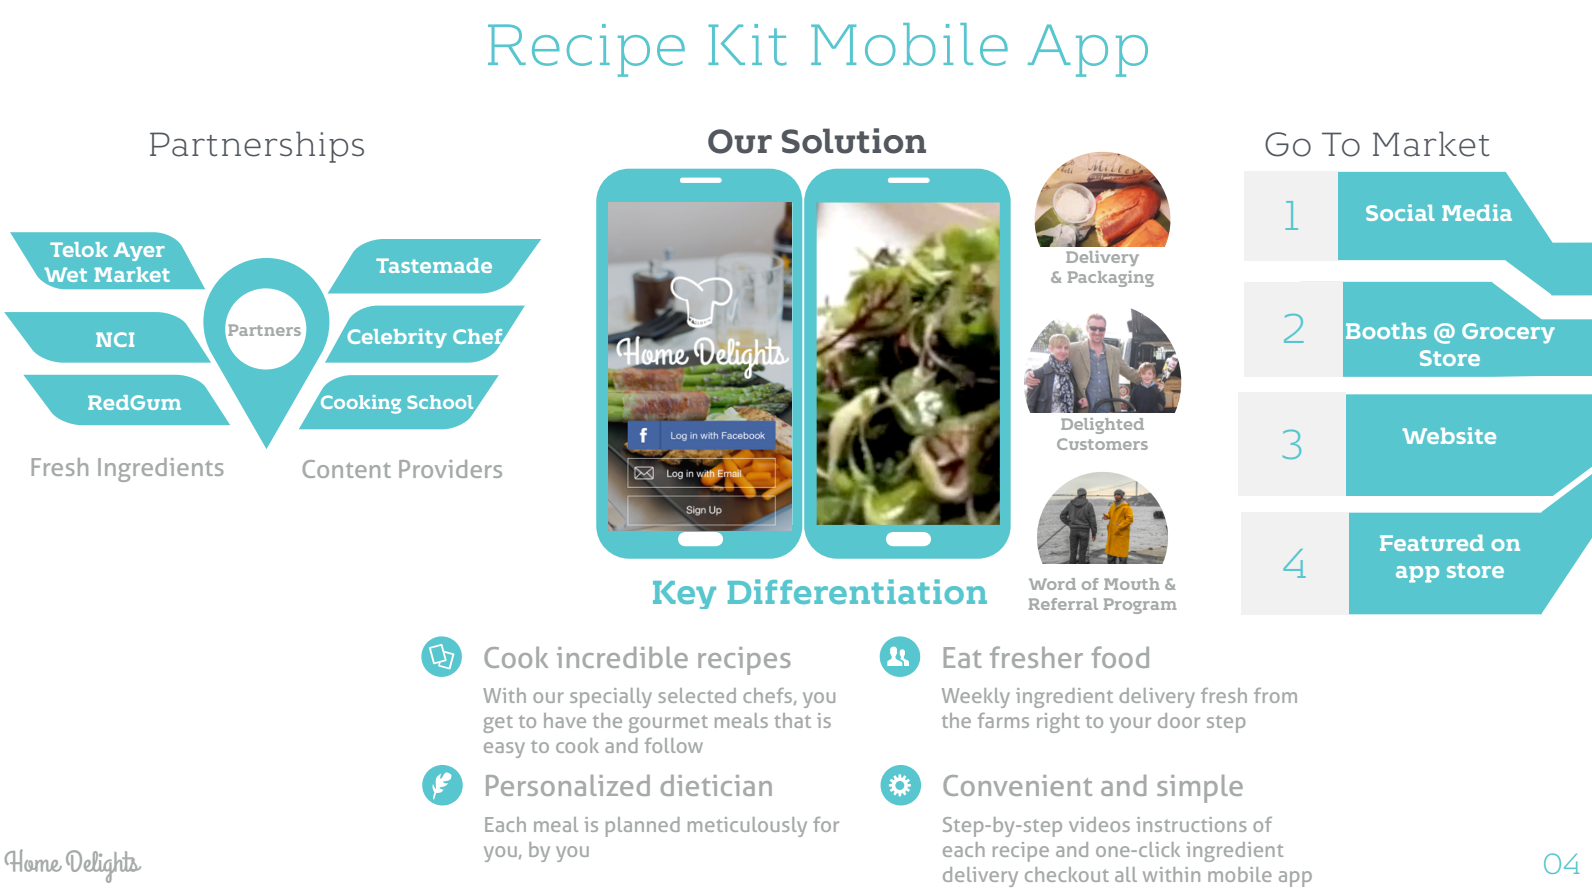 Recipe Kit Mobile App
Partnerships
Telok Ayer
Wet Market
NCI
RedGum
Partners
Tastemade
Celebrity Chef
Cooking School
Fresh Ingredients
Content Providers
Our Solution
Home Delights
Log in with Facebook
Log in with Email
Sign Up
Delivery
& Packaging
Delighted
Customers
Word of Mouth &
Referral Program
Go To Market
1
Social Media
2
Booths @ Grocery
Store
3
Website
4
Featured on
app store
Key Differentiation
Cook incredible recipes
With our specially selected chefs, you
get to have the gourmet meals that is
easy to cook and follow
Eat fresher food
Weekly ingredient delivery fresh from
the farms right to your door step
Personalized dietician
Each meal is planned meticulously for
you, by you
Convenient and simple
Step-by-step videos instructions of
each recipe and one-click ingredient
delivery checkout all within mobile app
Home Delights
04